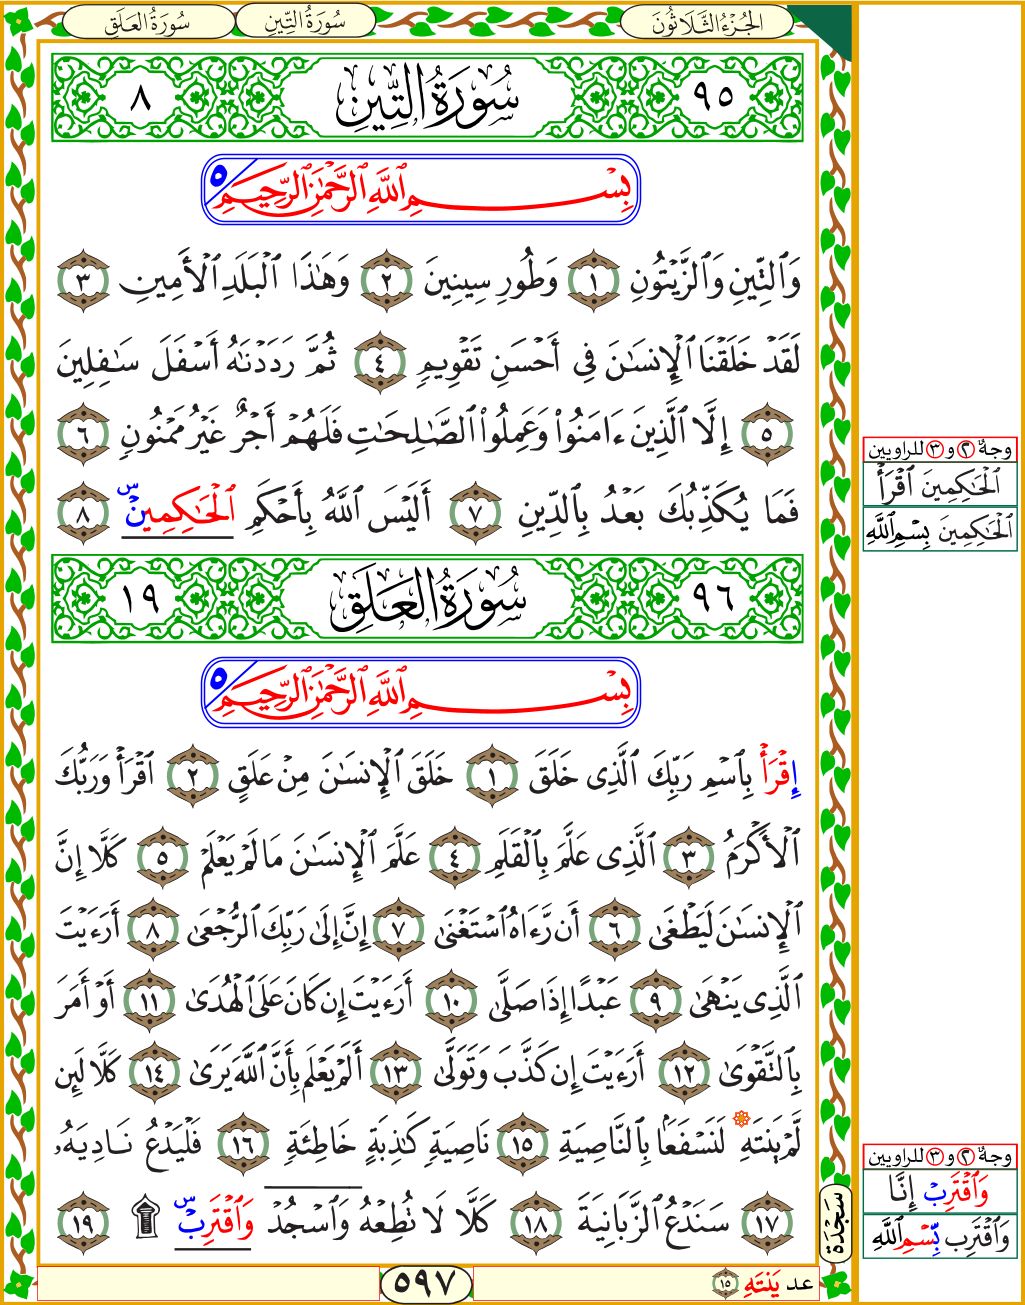 الجُزْءُ الثَّلَاثُونَ سُورَةُ التِّينِ سُورَةُ العَلَقِ
٩٥ سُورَةُ التِّينِ ٨
بِسْمِ ٱللَّهِ ٱلرَّحْمَٰنِ ٱلرَّحِيمِ ٥
وَٱلتِّينِ وَٱلزَّيْتُونِ ١ وَطُورِ سِينِينَ ٢ وَهَٰذَا ٱلْبَلَدِ ٱلْأَمِينِ ٣
لَقَدْ خَلَقْنَا ٱلْإِنسَٰنَ فِى أَحْسَنِ تَقْوِيمٍ ٤ ثُمَّ رَدَدْنَٰهُ أَسْفَلَ سَٰفِلِينَ
٥ إِلَّا ٱلَّذِينَ ءَامَنُوا۟ وَعَمِلُوا۟ ٱلصَّٰلِحَٰتِ فَلَهُمْ أَجْرٌ غَيْرُ مَمْنُونٍ ٦
فَمَا يُكَذِّبُكَ بَعْدُ بِٱلدِّينِ ٧ أَلَيْسَ ٱللَّهُ بِأَحْكَمِ ٱلْحَٰكِمِينَ س ٨
٩٦ سُورَةُ العَلَقِ ١٩
بِسْمِ ٱللَّهِ ٱلرَّحْمَٰنِ ٱلرَّحِيمِ ٥
إِقْرَأْ بِٱسْمِ رَبِّكَ ٱلَّذِى خَلَقَ ١ خَلَقَ ٱلْإِنسَٰنَ مِنْ عَلَقٍ ٢ ٱقْرَأْ وَرَبُّكَ
ٱلْأَكْرَمُ ٣ ٱلَّذِى عَلَّمَ بِٱلْقَلَمِ ٤ عَلَّمَ ٱلْإِنسَٰنَ مَا لَمْ يَعْلَمْ ٥ كَلَّا إِنَّ
ٱلْإِنسَٰنَ لَيَطْغَىٰ ٦ أَن رَّءَاهُ ٱسْتَغْنَىٰ ٧ إِنَّ إِلَىٰ رَبِّكَ ٱلرُّجْعَىٰ ٨ أَرَءَيْتَ
ٱلَّذِى يَنْهَىٰ ٩ عَبْدًا إِذَا صَلَّىٰ ١٠ أَرَءَيْتَ إِن كَانَ عَلَى ٱلْهُدَىٰ ١١ أَوْ أَمَرَ
بِٱلتَّقْوَىٰ ١٢ أَرَءَيْتَ إِن كَذَّبَ وَتَوَلَّىٰ ١٣ أَلَمْ يَعْلَم بِأَنَّ ٱللَّهَ يَرَىٰ ١٤ كَلَّا لَئِن
لَّمْ يَنتَهِ لَنَسْفَعًا بِٱلنَّاصِيَةِ ١٥ نَاصِيَةٍ كَٰذِبَةٍ خَاطِئَةٍ ١٦ فَلْيَدْعُ نَادِيَهُۥ
١٧ سَنَدْعُ ٱلزَّبَانِيَةَ ١٨ كَلَّا لَا تُطِعْهُ وَٱسْجُدْ وَٱقْتَرِب س ۩ ١٩
عد يَنتَهِ ١٥
٥٩٧
سَجْدَة
وجهُ ٢ و ٣ للراويين
ٱلْحَٰكِمِينَ ٱقْرَأْ
ٱلْحَٰكِمِينَ بِسْمِ ٱللَّهِ
وجهُ ٢ و ٣ للراويين
وَٱقْتَرِبْ إِنَّا
وَٱقْتَرِب بِّسْمِ ٱللَّهِ